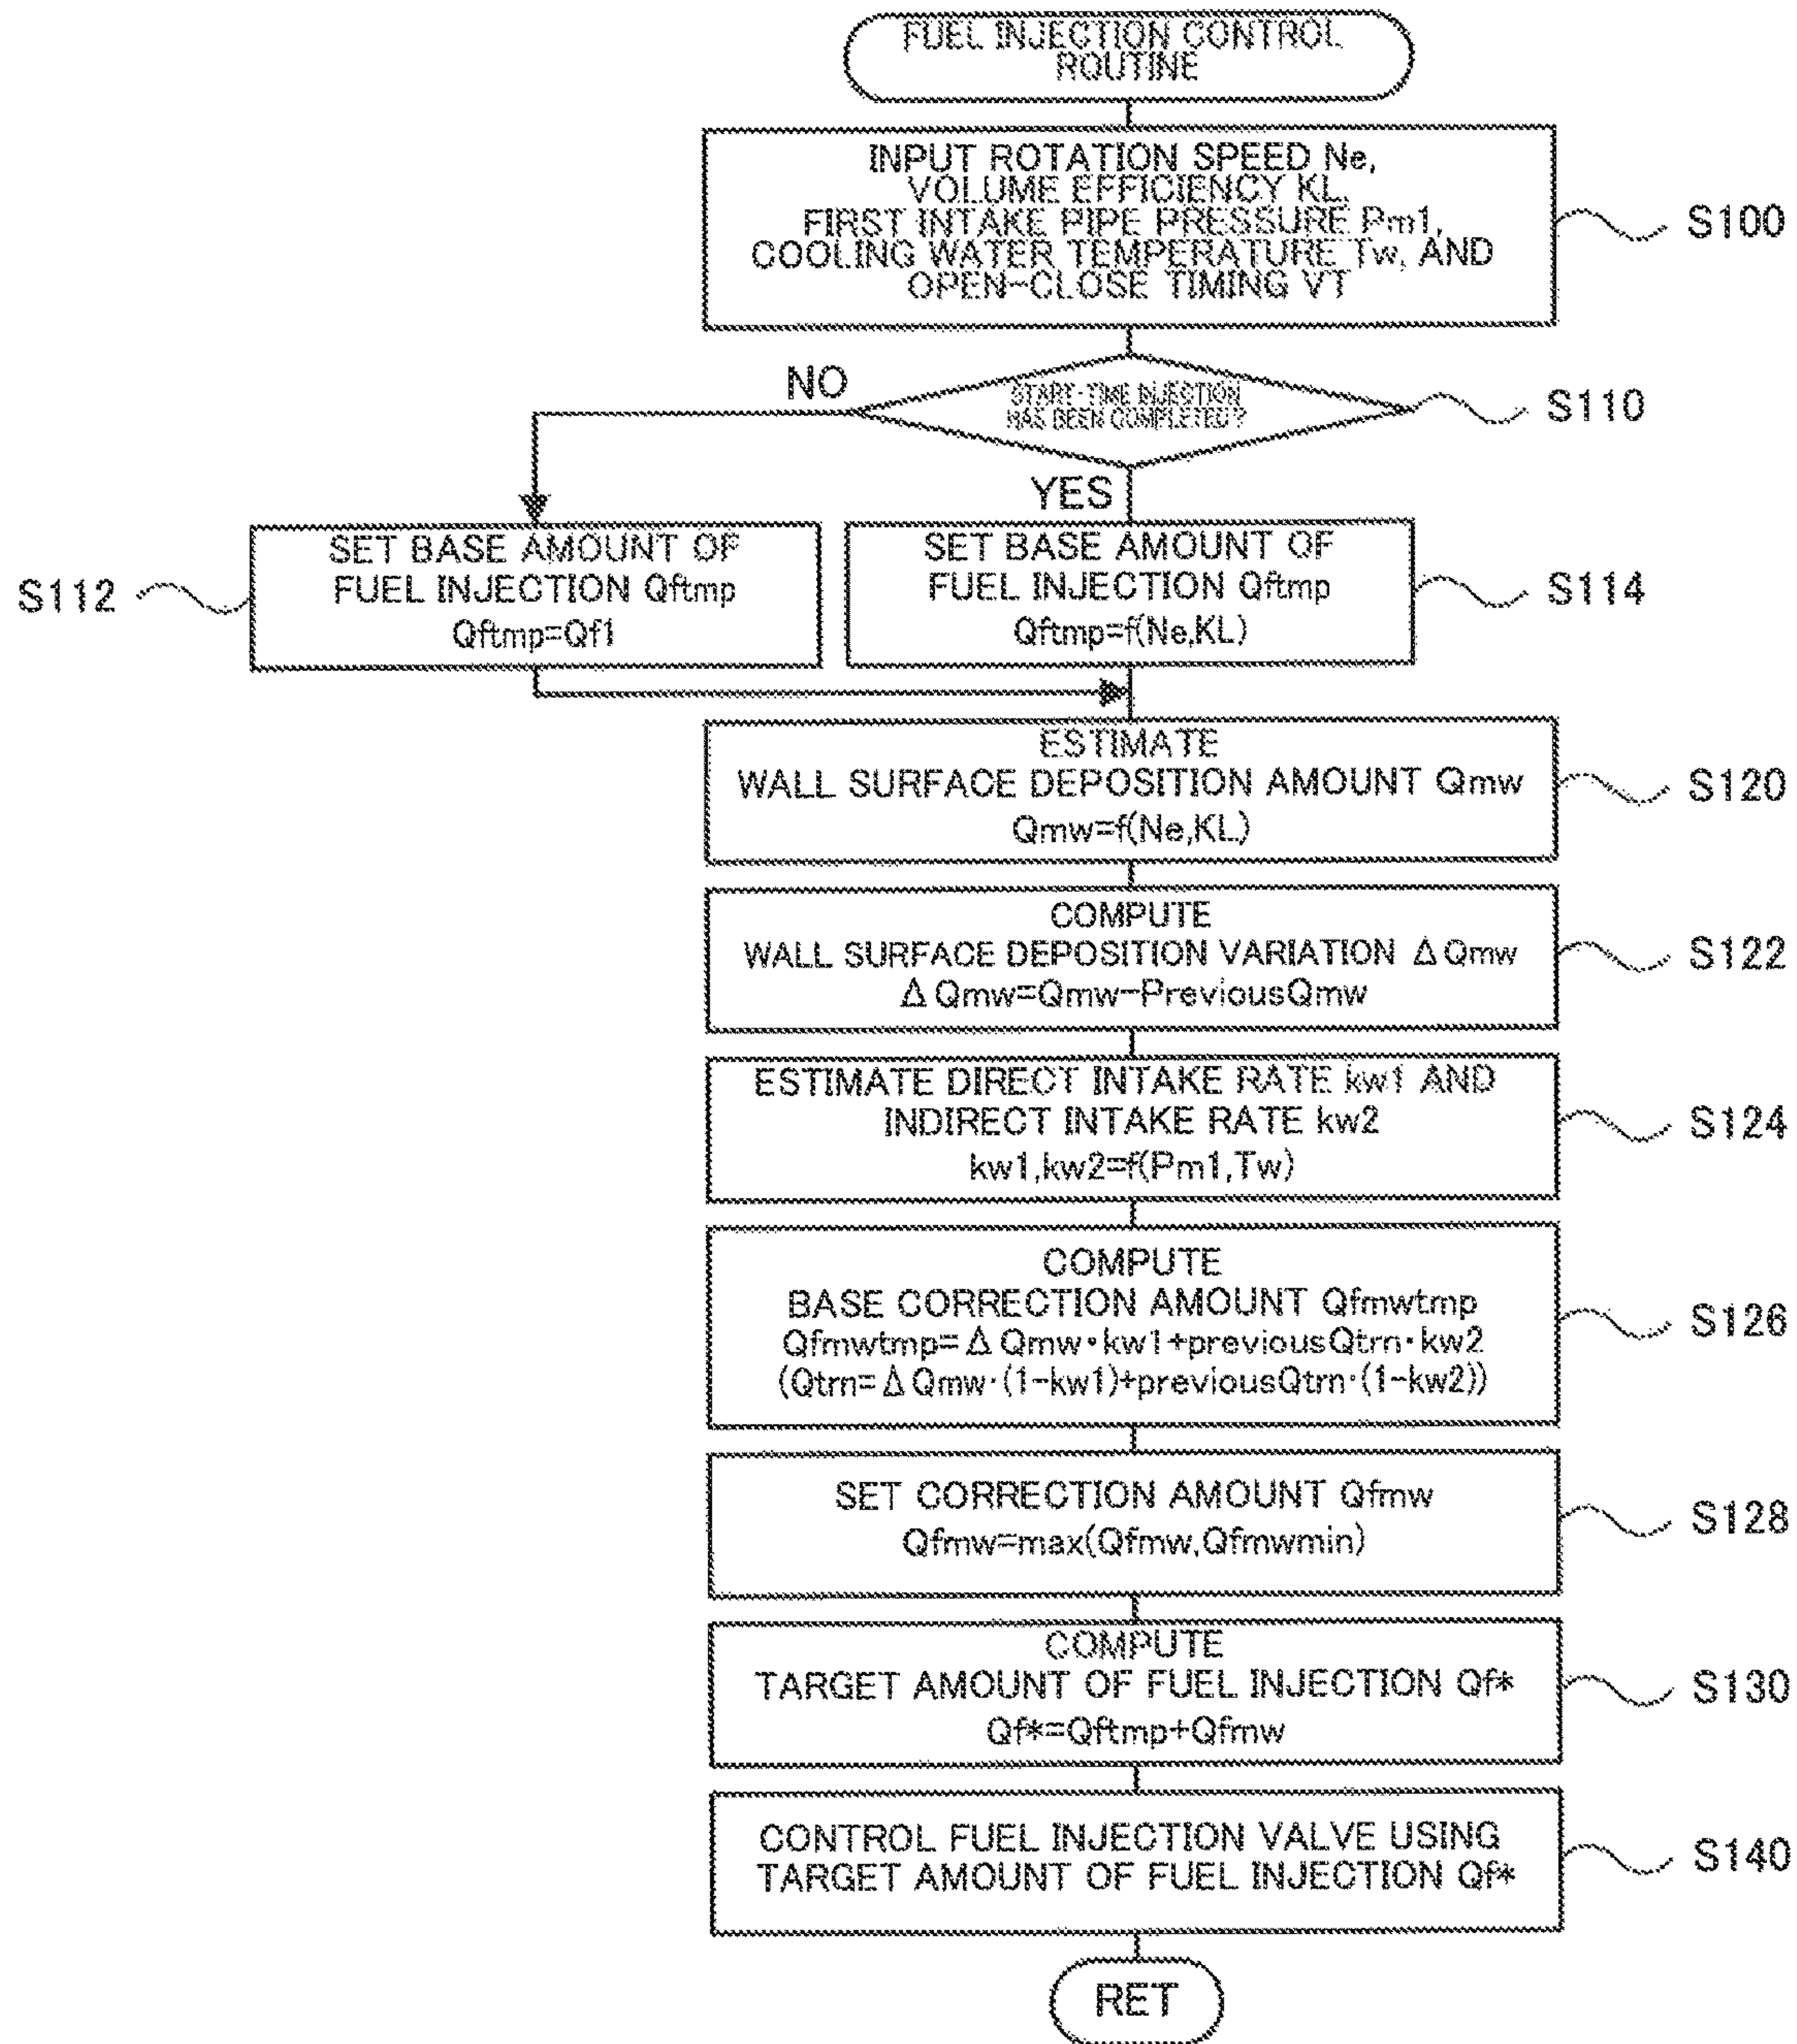 FUEL INJECTION CONTROL
ROUTINE
INPUT ROTATION SPEED Ne,
VOLUME EFFICIENCY KL,
FIRST INTAKE PIPE PRESSURE Pm1,
COOLING WATER TEMPERATURE Tw, AND
OPEN-CLOSE TIMING VT
S100
NO
START-TIME INJECTION
HAS BEEN COMPLETED?
S110
YES
S112
SET BASE AMOUNT OF
FUEL INJECTION Qftmp
Qftmp=Qf1
SET BASE AMOUNT OF
FUEL INJECTION Qftmp
Qftmp=f(Ne,KL)
S114
ESTIMATE
WALL SURFACE DEPOSITION AMOUNT Qmw
Qmw=f(Ne,KL)
S120
COMPUTE
WALL SURFACE DEPOSITION VARIATION ΔQmw
ΔQmw=Qmw-PreviousQmw
S122
ESTIMATE DIRECT INTAKE RATE kw1 AND
INDIRECT INTAKE RATE kw2
kw1,kw2=f(Pm1,Tw)
S124
COMPUTE
BASE CORRECTION AMOUNT Qfmwtmp
Qfmwtmp=ΔQmw·kw1+previousQtrn·kw2
(Qtrn=ΔQmw·(1-kw1)+previousQtrn·(1-kw2))
S126
SET CORRECTION AMOUNT Qfmw
Qfmw=max(Qfmw,Qfmwmin)
S128
COMPUTE
TARGET AMOUNT OF FUEL INJECTION Qf*
Qf*=Qftmp+Qfmw
S130
CONTROL FUEL INJECTION VALVE USING
TARGET AMOUNT OF FUEL INJECTION Qf*
S140
RET